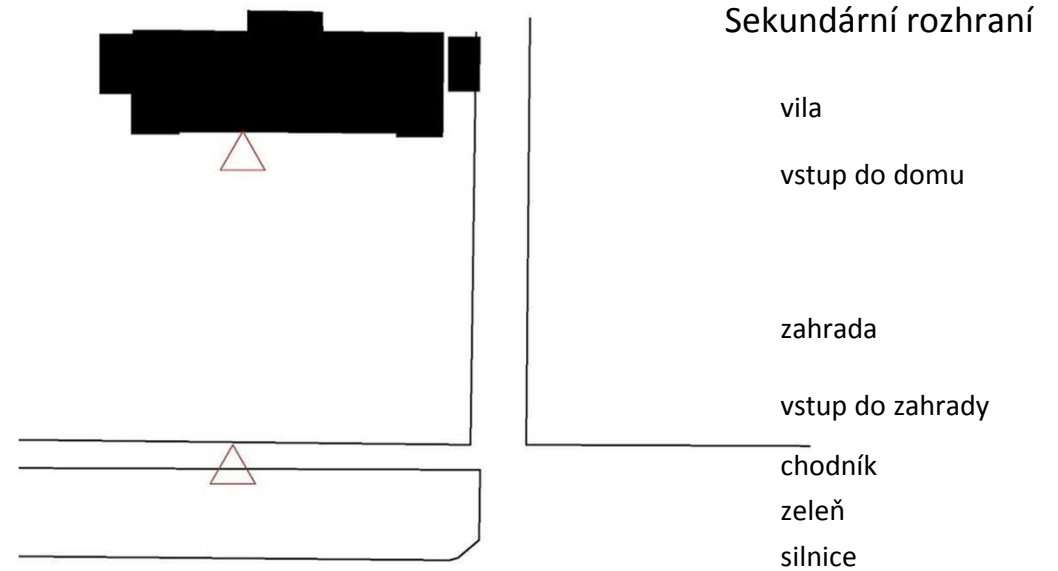 Sekundární rozhraní
vila
vstup do domu
zahrada
vstup do zahrady
chodník
zeleň
silnice